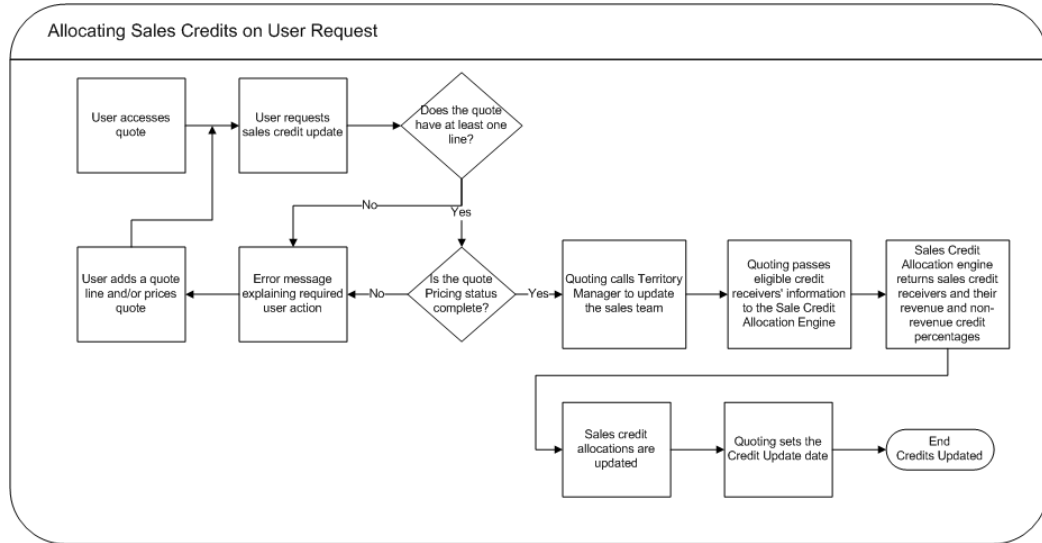 Allocating Sales Credits on User Request
User accesses
quote
User requests
sales credit update
Does the quote
have at least one
line?
No
Yes
User adds a quote
line and/or prices
quote
Error message
explaining required
user action
No
Is the quote
Pricing status
complete?
Yes
Quoting calls Territory
Manager to update
the sales team
Quoting passes
eligible credit
receivers' information
to the Sale Credit
Allocation Engine
Sales Credit
Allocation engine
returns sales credit
receivers and their
revenue and non-
revenue credit
percentages
Sales credit
allocations are
updated
Quoting sets the
Credit Update date
End
Credits Updated